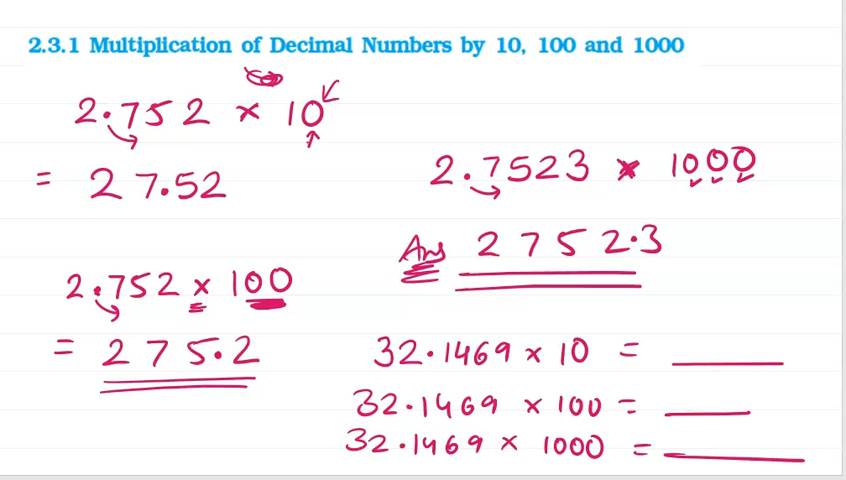 2.3.1 Multiplication of Decimal Numbers by 10, 100 and 1000
2.752 × 10
= 27.52
2.752 × 100
= 275.2
2.7523 × 1000
Ans 2752.3
32.1469 × 10 =
32.1469 × 100 =
32.1469 × 1000 =